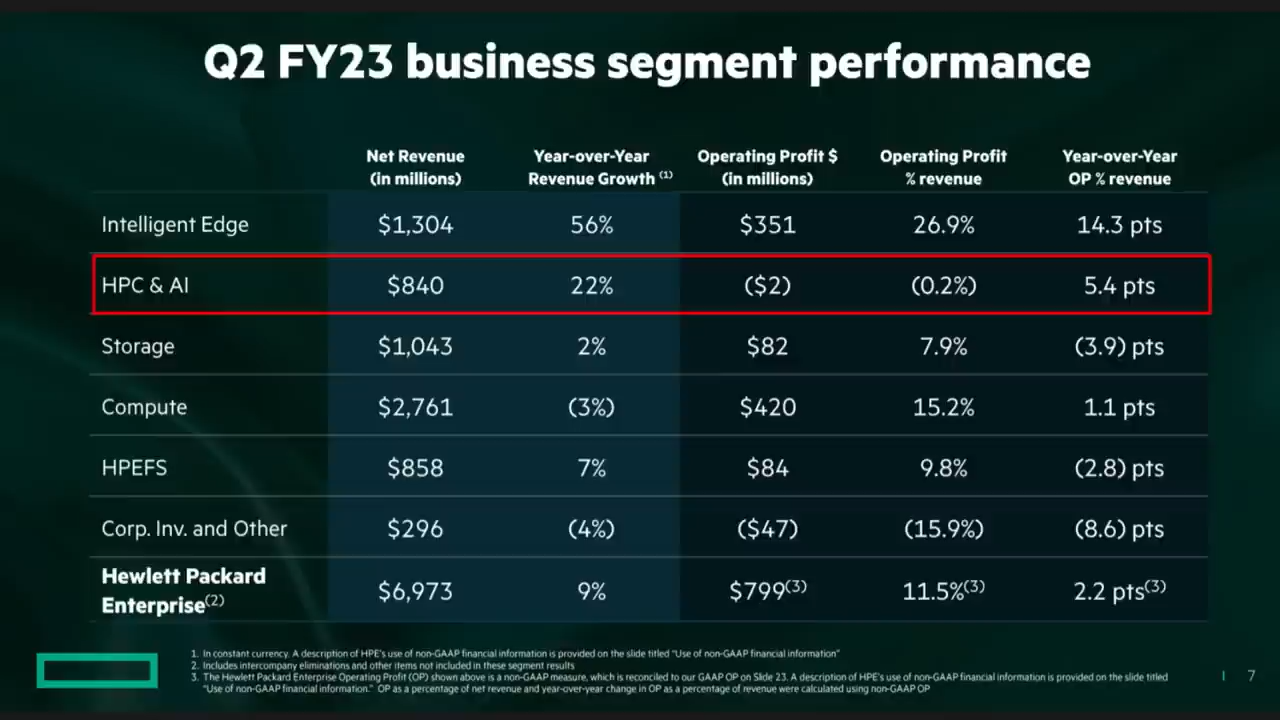 Q2 FY23 business segment performance
Net Revenue (in millions) Year-over-Year Revenue Growth (1) Operating Profit $ (in millions) Operating Profit % revenue Year-over-Year OP % revenue
Intelligent Edge $1,304 56% $351 26.9% 14.3 pts
HPC & AI $840 22% ($2) (0.2%) 5.4 pts
Storage $1,043 2% $82 7.9% (3.9) pts
Compute $2,761 (3%) $420 15.2% 1.1 pts
HPEFS $858 7% $84 9.8% (2.8) pts
Corp. Inv. and Other $296 (4%) ($47) (15.9%) (8.6) pts
Hewlett Packard Enterprise(2) $6,973 9% $799(3) 11.5%(3) 2.2 pts(3)
1. In constant currency. A description of HPE's use of non-GAAP financial information is provided on the slide titled "Use of non-GAAP financial information"
2. Includes intercompany eliminations and other items not included in these segment results
3. The Hewlett Packard Enterprise Operating Profit (OP) shown above is a non-GAAP measure, which is reconciled to our GAAP OP on Slide 23. A description of HPE's use of non-GAAP financial information is provided on the slide titled
"Use of non-GAAP financial information." OP as a percentage of net revenue and year-over-year change in OP as a percentage of revenue were calculated using non-GAAP OP
7